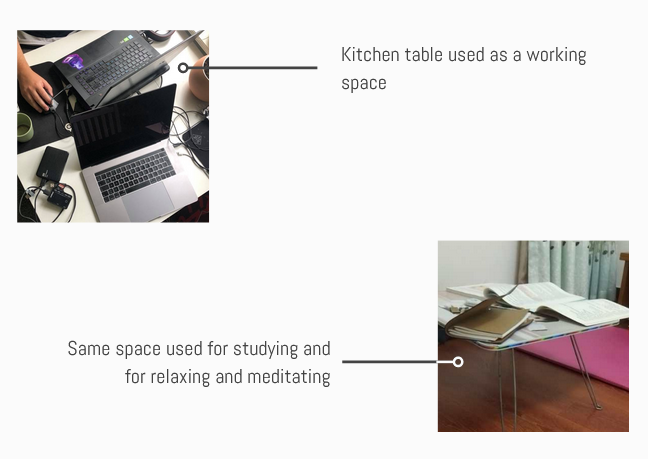 Kitchen table used as a working
space
Same space used for studying and
for relaxing and meditating